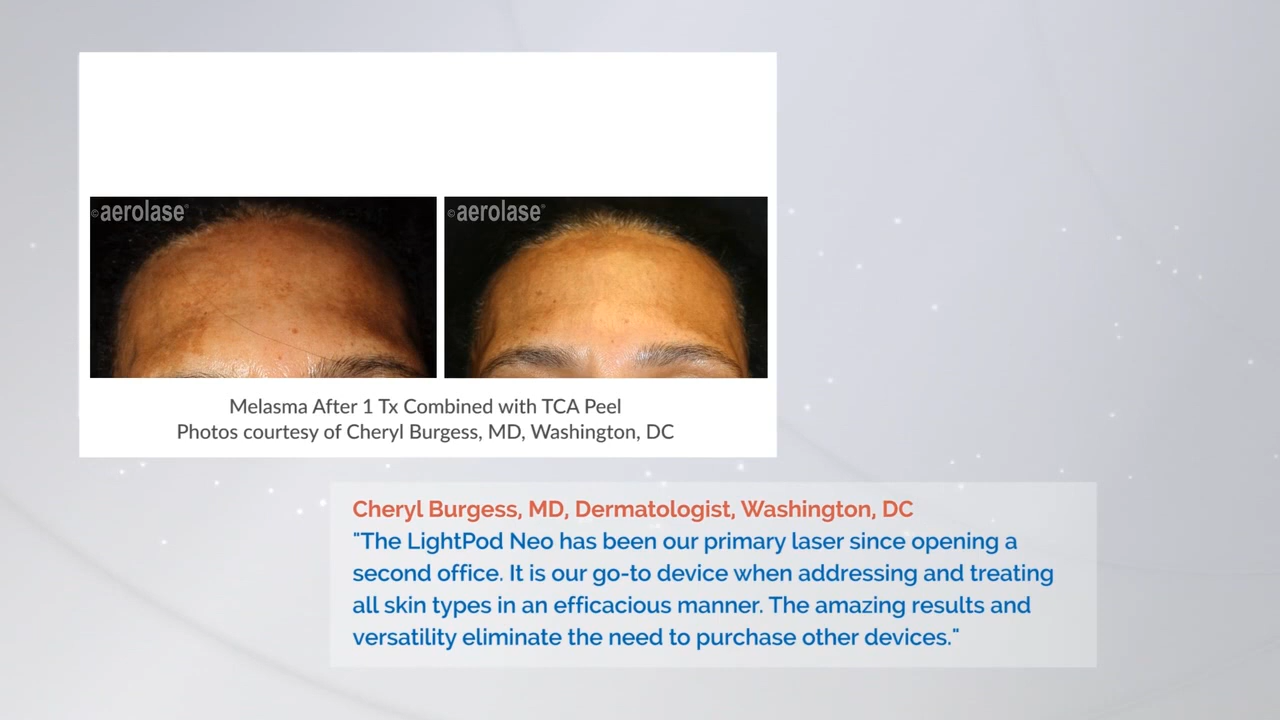 ©aerolase®
©aerolase®
Melasma After 1 Tx Combined with TCA Peel
Photos courtesy of Cheryl Burgess, MD, Washington, DC
Cheryl Burgess, MD, Dermatologist, Washington, DC
"The LightPod Neo has been our primary laser since opening a
second office. It is our go-to device when addressing and treating
all skin types in an efficacious manner. The amazing results and
versatility eliminate the need to purchase other devices."